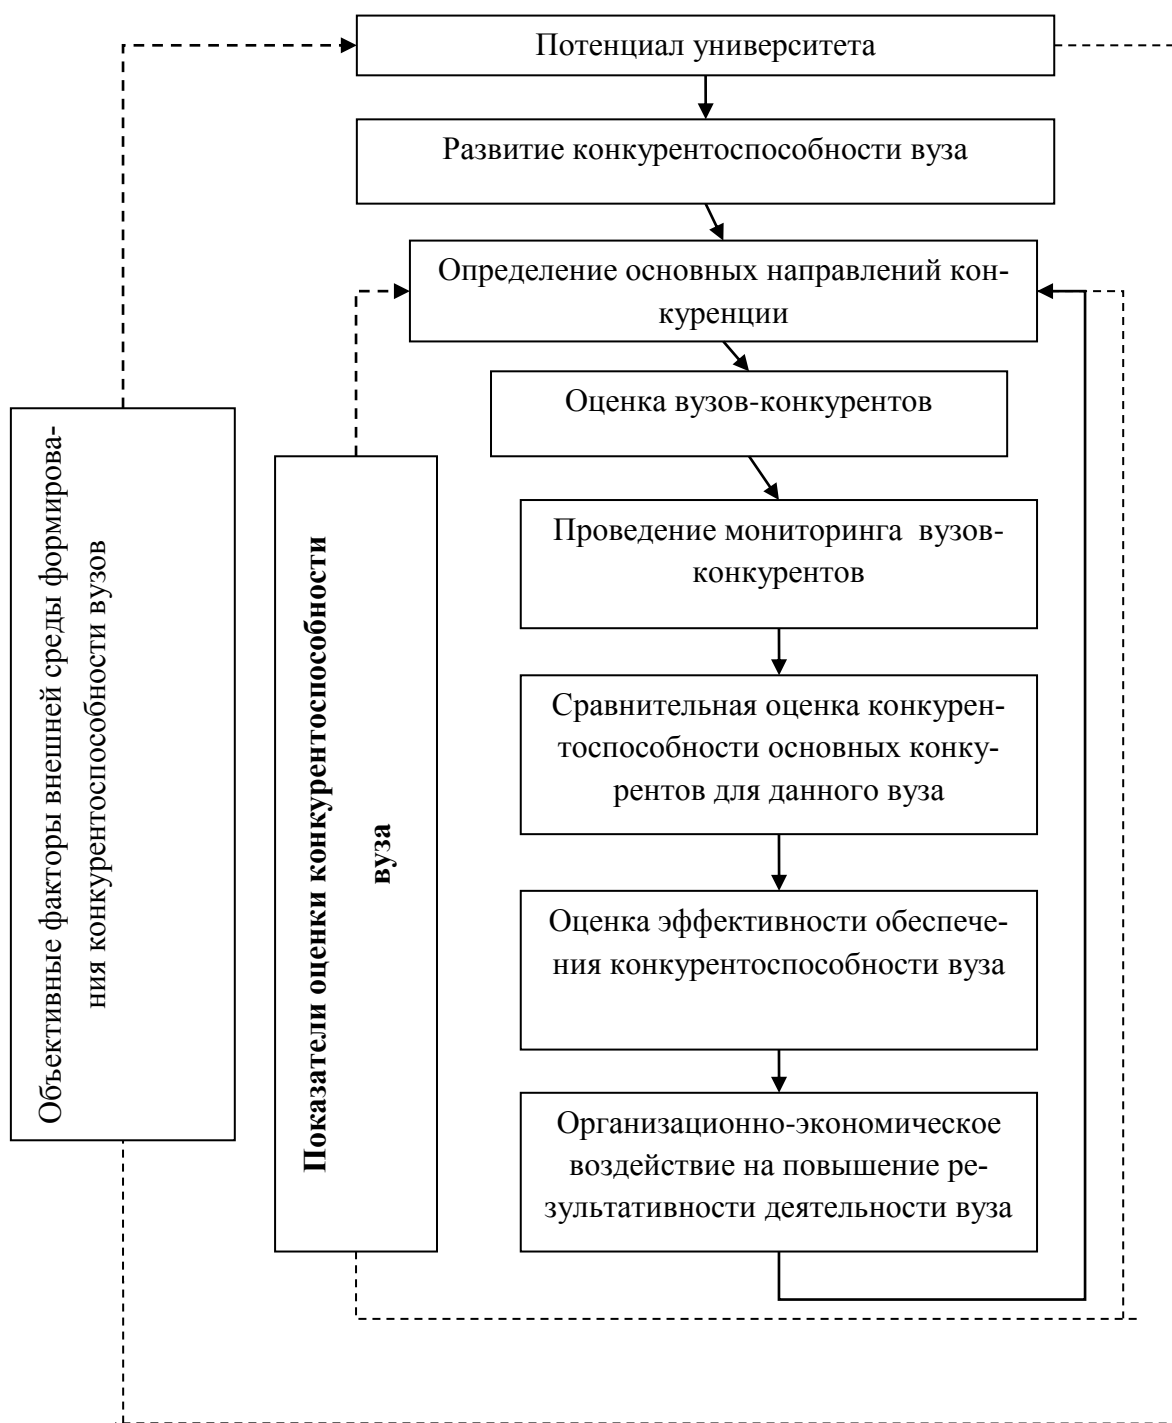 Потенциал университета
Развитие конкурентоспособности вуза
Определение основных направлений кон-
куренции
Оценка вузов-конкурентов
Объективные факторы внешней среды формирова-
ния конкурентоспособности вузов
Показатели оценки конкурентоспособности
вуза
Проведение мониторинга  вузов-
конкурентов
Сравнительная оценка конкурен-
тоспособности основных конку-
рентов для данного вуза
Оценка эффективности обеспече-
ния конкурентоспособности вуза
Организационно-экономическое
воздействие на повышение ре-
зультативности деятельности вуза